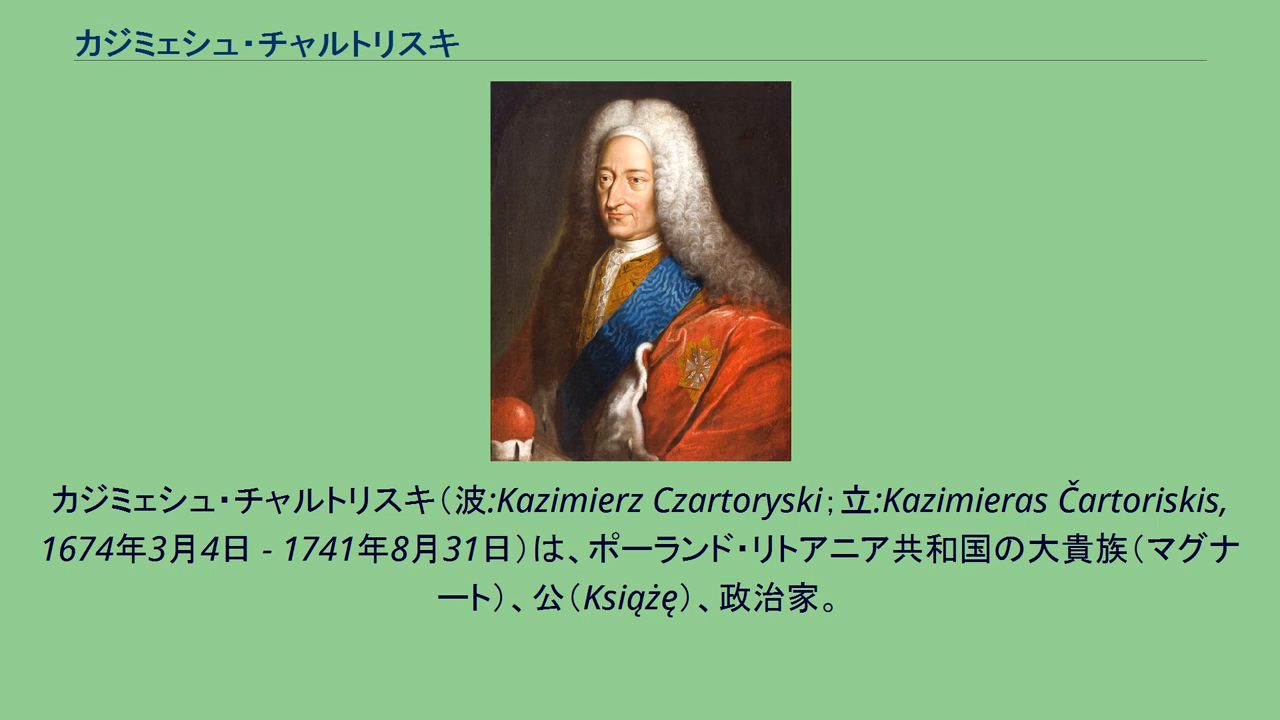 カジミェシュ・チャルトリスキ
カジミェシュ・チャルトリスキ（波:Kazimierz Czartoryski；立:Kazimieras Čartoriskis,
1674年3月4日 - 1741年8月31日）は、ポーランド・リトアニア共和国の大貴族（マグナ
ート）、公（Książę）、政治家。